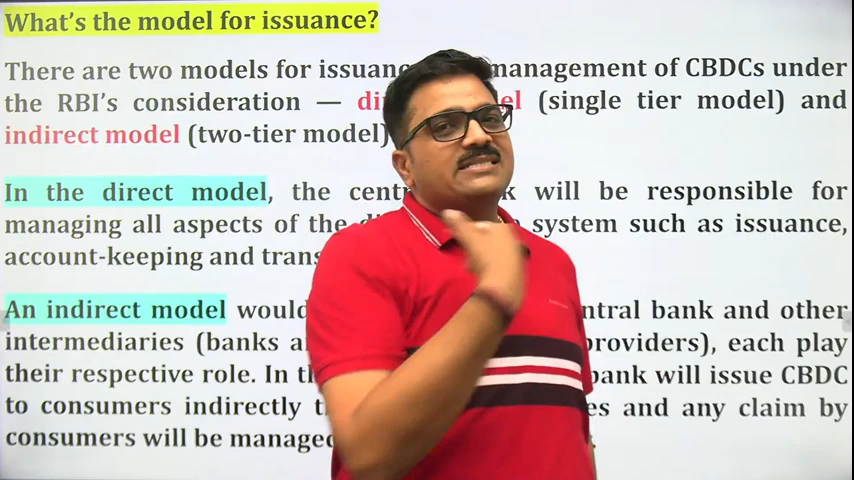 What's the model for issuance?
There are two models for issuanc management of CBDCs under
the RBI's consideration — di el (single tier model) and
indirect model (two-tier model)
In the direct model, the centr k will be responsible for
managing all aspects of the di system such as issuance,
account-keeping and trans
An indirect model would ntral bank and other
intermediaries (banks a providers), each play
their respective role. In th bank will issue CBDC
to consumers indirectly t es and any claim by
consumers will be managed